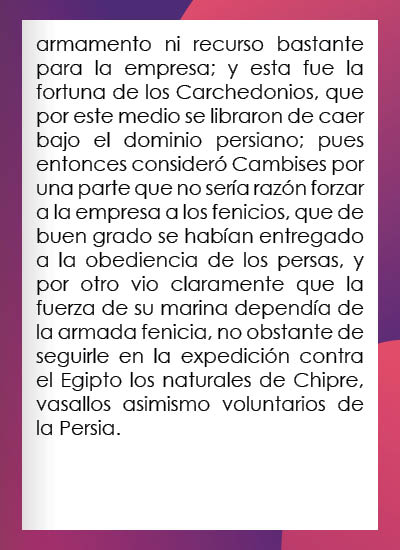 armamento ni recurso bastante
para la empresa; y esta fue la
fortuna de los Carchedonios, que
por este medio se libraron de caer
bajo el dominio persiano; pues
entonces consideró Cambises por
una parte que no sería razón forzar
a la empresa a los fenicios, que de
buen grado se habían entregado
a la obediencia de los persas, y
por otro vio claramente que la
fuerza de su marina dependía de
la armada fenicia, no obstante de
seguirle en la expedición contra
el Egipto los naturales de Chipre,
vasallos asimismo voluntarios de
la Persia.